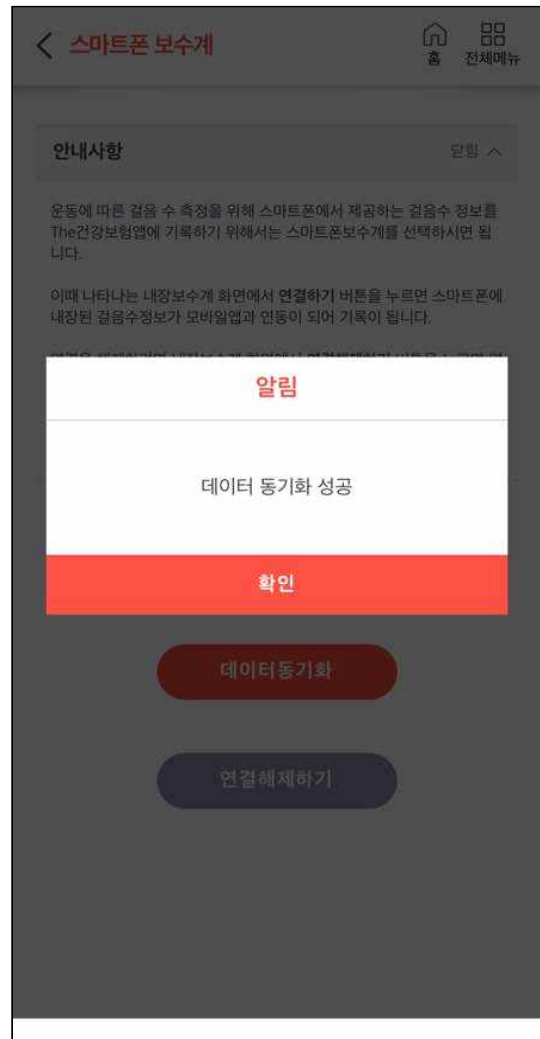 스마트폰 보수계
홈
전체메뉴
안내사항
닫힘
운동에 따른 걸음 수 측정을 위해 스마트폰에서 제공하는 걸음수 정보를
The건강보험앱에 기록하기 위해서는 스마트폰보수계를 선택하시면 됩
니다.
이때 나타나는 내장보수계 화면에서 연결하기 버튼을 누르면 스마트폰에
내장된 걸음수정보가 모바일앱과 연동이 되어 기록이 됩니다.
알림
데이터 동기화 성공
확인
데이터동기화
연결해제하기